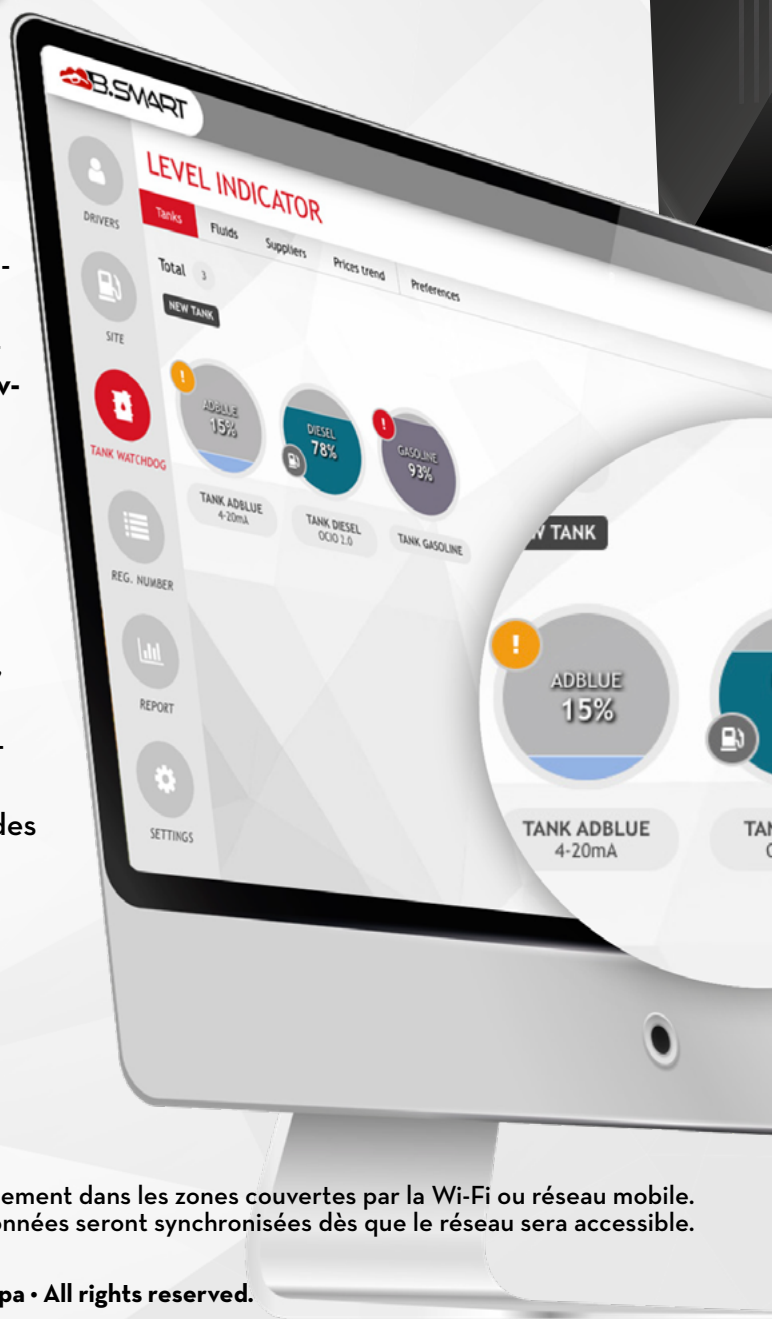 B.SMART
LEVEL INDICATOR
Tanks Fluids Suppliers Prices trend Preferences
Total 3
NEW TANK
DRIVERS
SITE
TANK WATCHDOG
REG. NUMBER
REPORT
SETTINGS
!
ADBLUE
15%
TANK ADBLUE
4-20mA
DIESEL
78%
TANK DIESEL
OCIO 2.0
!
GASOLINE
93%
TANK GASOLINE
TANK
!
ADBLUE
15%
TANK ADBLUE
4-20mA
des
dans les zones couvertes par la Wi-Fi ou réseau mobile.
seront synchronisées dès que le réseau sera accessible.
• All rights reserved.